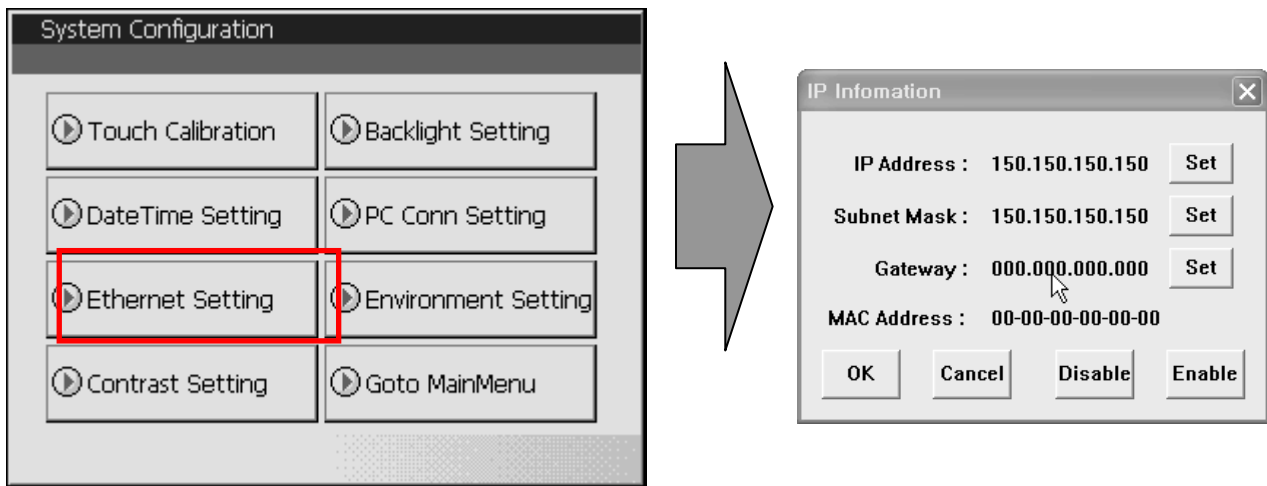 System Configuration
Touch Calibration
Backlight Setting
DateTime Setting
PC Conn Setting
Ethernet Setting
Environment Setting
Contrast Setting
Goto MainMenu
IP Infomation
IP Address : 150.150.150.150 Set
Subnet Mask : 150.150.150.150 Set
Gateway : 000.000.000.000 Set
MAC Address : 00-00-00-00-00-00
OK Cancel Disable Enable